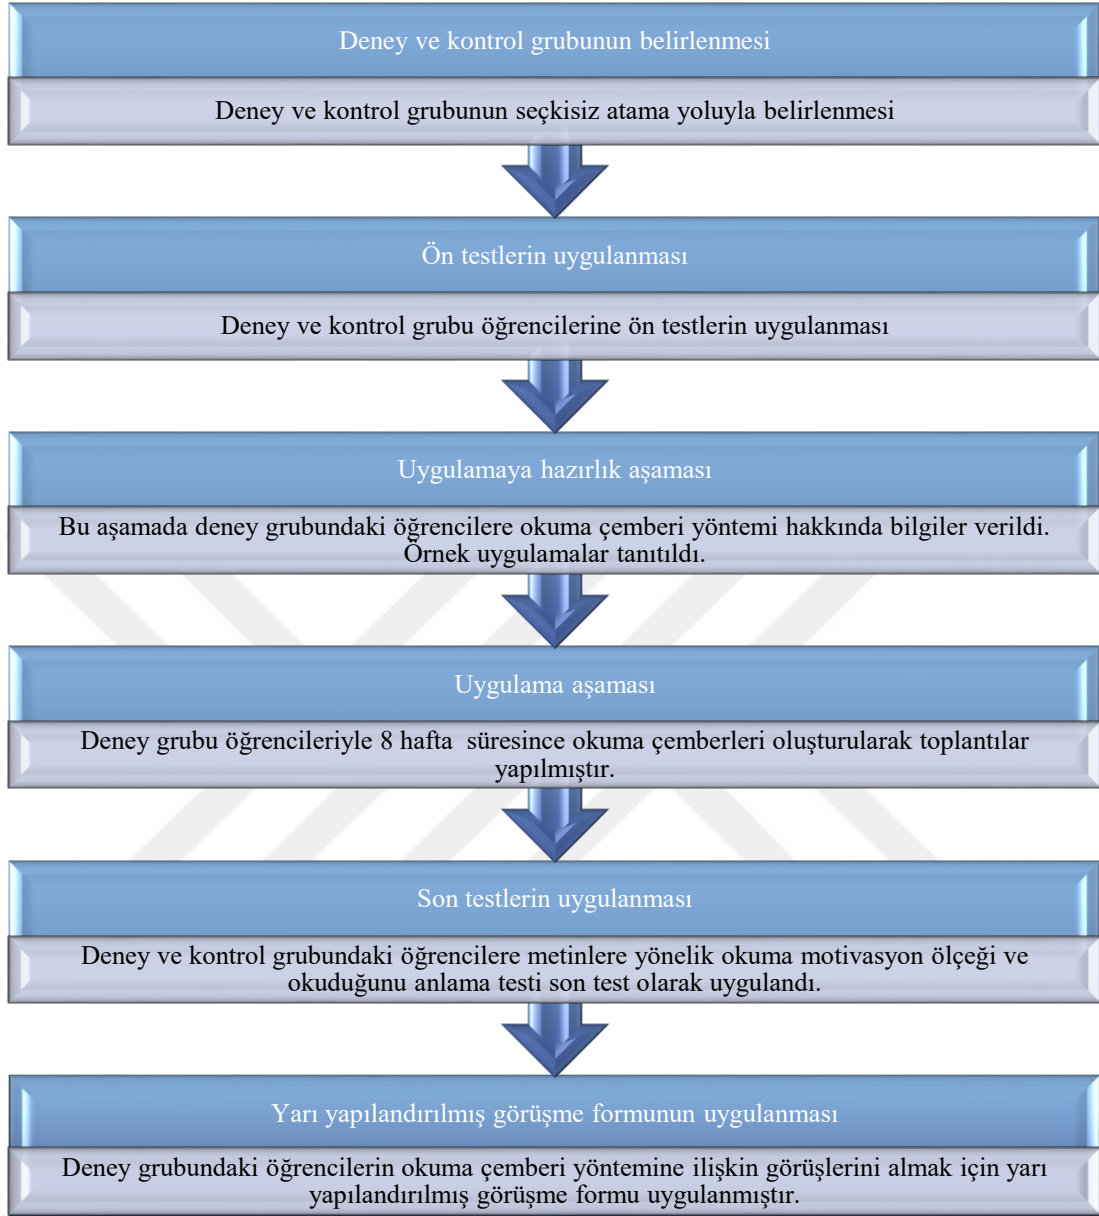 Deney ve kontrol grubunun belirlenmesi
Deney ve kontrol grubunun seçkisiz atama yoluyla belirlenmesi
Ön testlerin uygulanması
Deney ve kontrol grubu öğrencilerine ön testlerin uygulanması
Uygulamaya hazırlık aşaması
Bu aşamada deney grubundaki öğrencilere okuma çemberi yöntemi hakkında bilgiler verildi.
Örnek uygulamalar tanıtıldı.
Uygulama aşaması
Deney grubu öğrencileriyle 8 hafta  süresince okuma çemberleri oluşturularak toplantılar
yapılmıştır.
Son testlerin uygulanması
Deney ve kontrol grubundaki öğrencilere metinlere yönelik okuma motivasyon ölçeği ve
okuduğunu anlama testi son test olarak uygulandı.
Yarı yapılandırılmış görüşme formunun uygulanması
Deney grubundaki öğrencilerin okuma çemberi yöntemine ilişkin görüşlerini almak için yarı
yapılandırılmış görüşme formu uygulanmıştır.